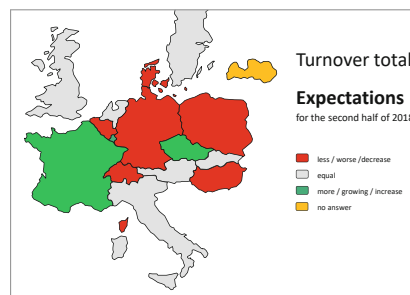 Turnover total
Expectations
for the second half of 2018
less / worse / decrease
equal
more / growing / increase
no answer